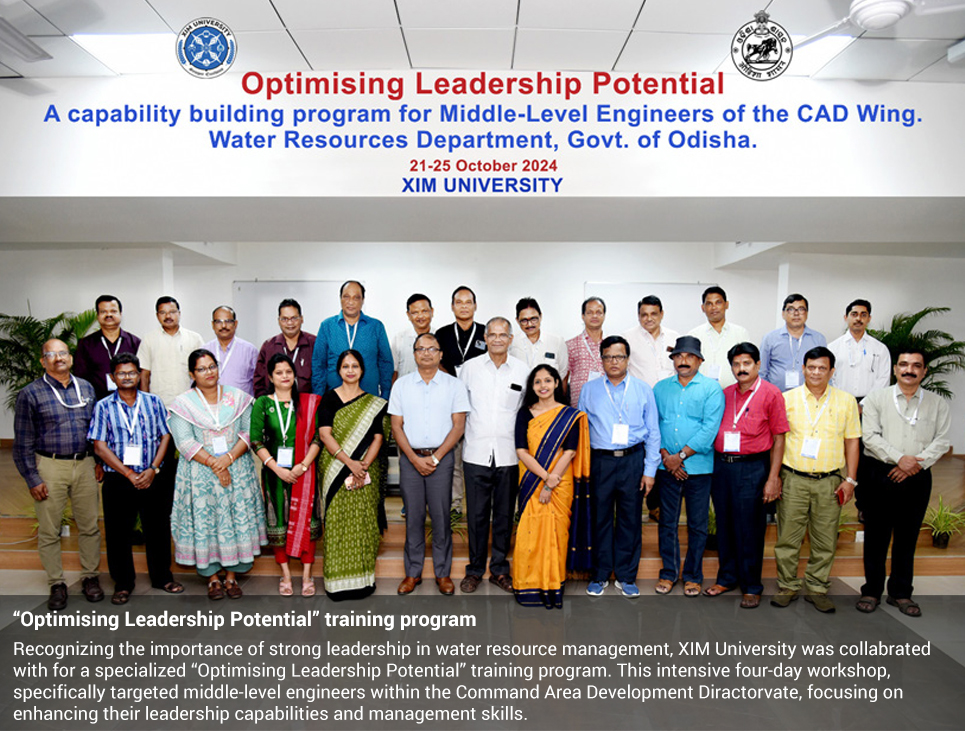 XIM UNIVERSITY
Optimising Leadership Potential
A capability building program for Middle-Level Engineers of the CAD Wing.
Water Resources Department, Govt. of Odisha.
21-25 October 2024
XIM UNIVERSITY
“Optimising Leadership Potential” training program
Recognizing the importance of strong leadership in water resource management, XIM University was collabrated
with for a specialized “Optimising Leadership Potential” training program. This intensive four-day workshop,
specifically targeted middle-level engineers within the Command Area Development Diractorvate, focusing on
enhancing their leadership capabilities and management skills.